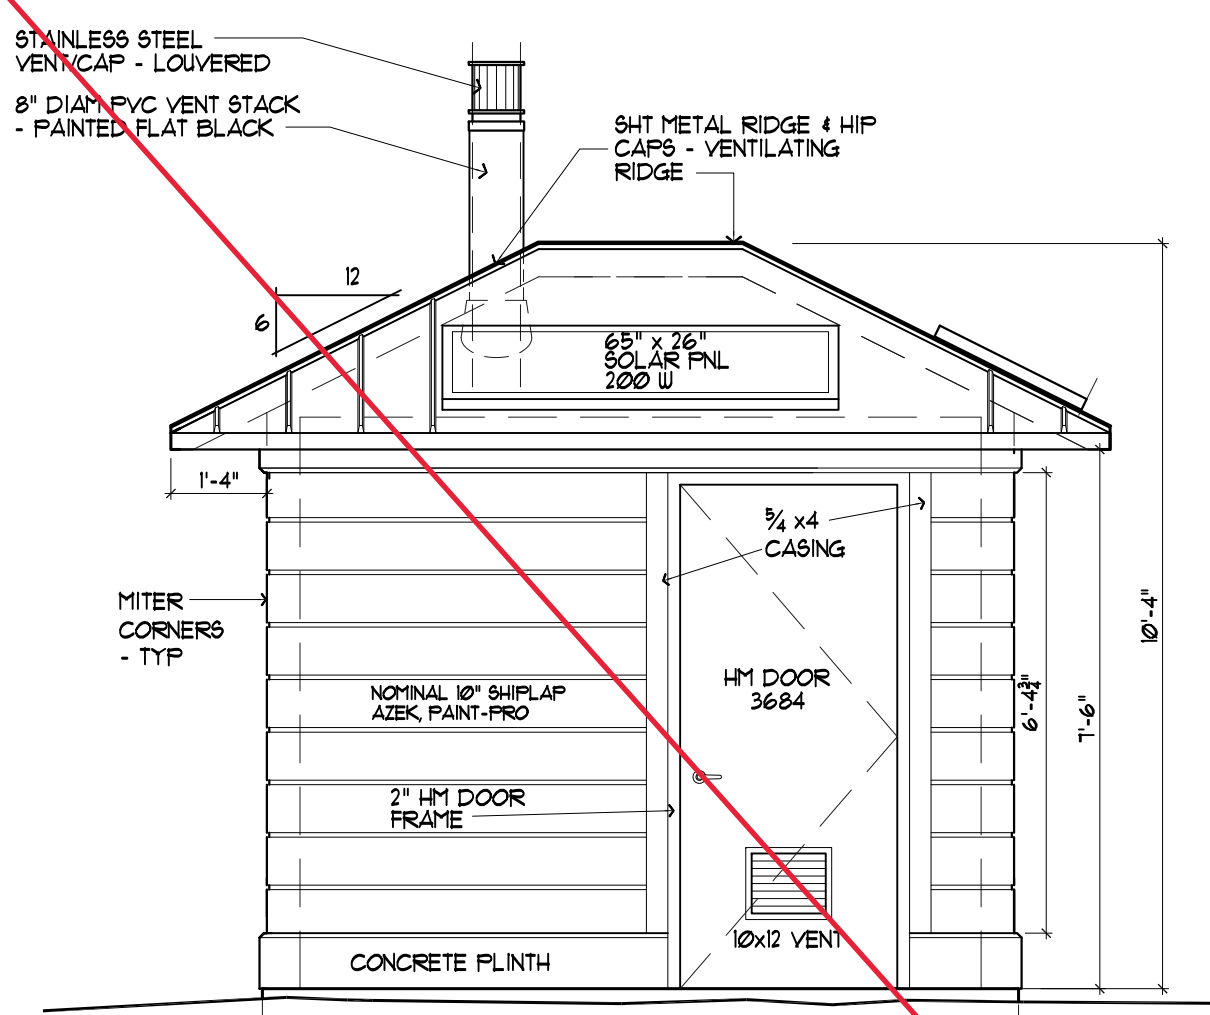 STAINLESS STEEL
VENT/CAP - LOUVERED
8" DIAM PVC VENT STACK
- PAINTED FLAT BLACK
SHT METAL RIDGE & HIP
CAPS - VENTILATING
RIDGE
12
6
65" x 26"
SOLAR PNL
200 W
1'-4"
5/4 x4
CASING
MITER
CORNERS
- TYP
HM DOOR
3684
NOMINAL 10" SHIPLAP
AZEK, PAINT-PRO
2" HM DOOR
FRAME
10x12 VENT
CONCRETE PLINTH
6'-4 3/4"
7'-6"
10'-4"